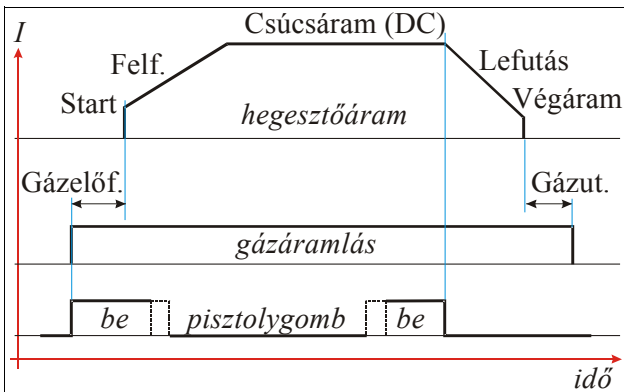 I
Csúcsáram (DC)
Felf.
Lefutás
Start
Végáram
hegesztőáram
Gázelőf.
Gázut.
gázáramlás
be
pisztolygomb
be
idő